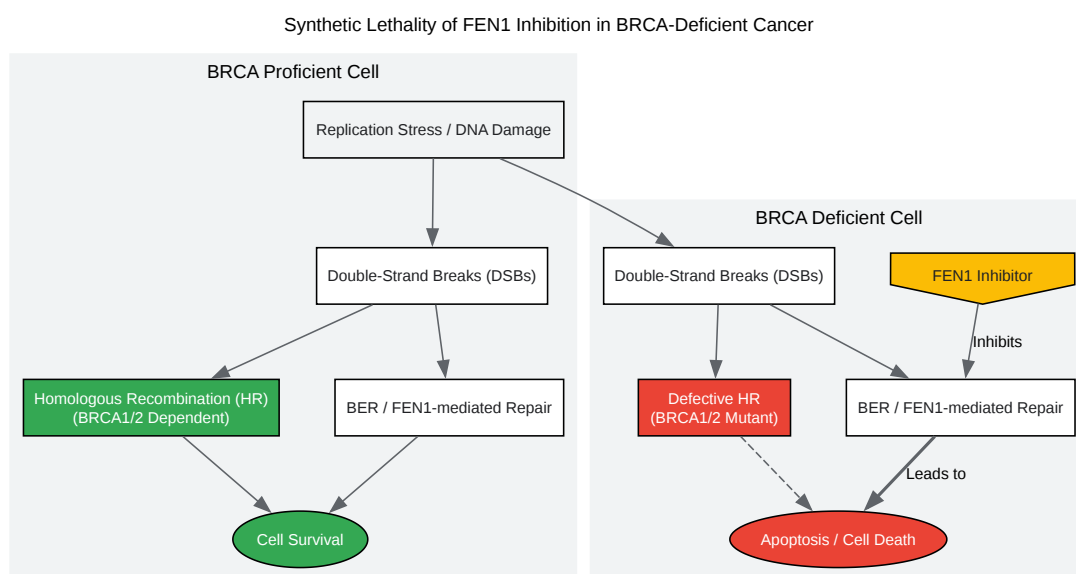 Synthetic Lethality of FEN1 Inhibition in BRCA-Deficient Cancer
BRCA Proficient Cell
Replication Stress / DNA Damage
Double-Strand Breaks (DSBs)
Homologous Recombination (HR)
(BRCA1/2 Dependent)
BER / FEN1-mediated Repair
Cell Survival
BRCA Deficient Cell
Double-Strand Breaks (DSBs)
FEN1 Inhibitor
Inhibits
Defective HR
(BRCA1/2 Mutant)
BER / FEN1-mediated Repair
Leads to
Apoptosis / Cell Death